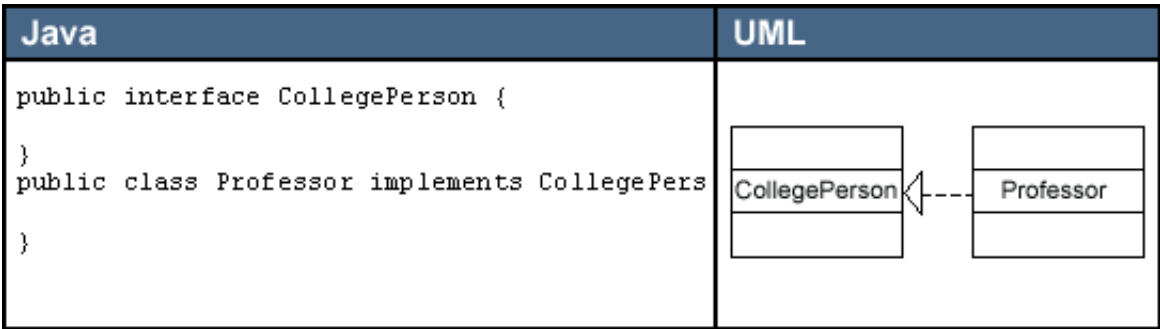 Java
UML
public interface CollegePerson {
}
public class Professor implements CollegePers
}
CollegePerson
Professor